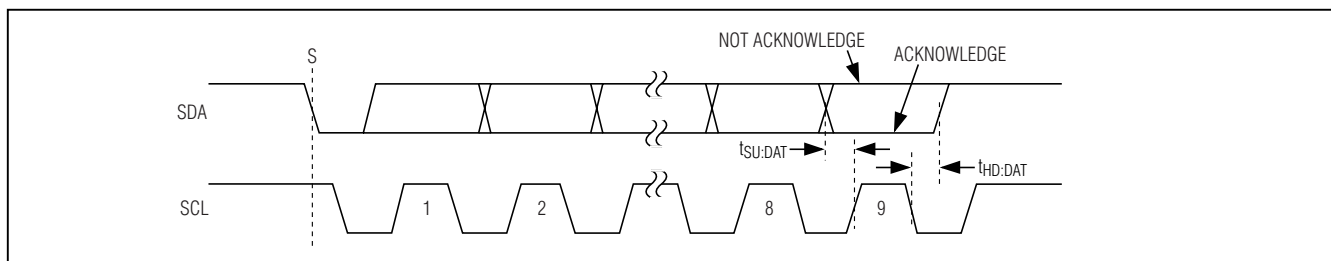 S
NOT ACKNOWLEDGE
ACKNOWLEDGE
SDA
tSU:DAT
tHD:DAT
SCL
1
2
8
9